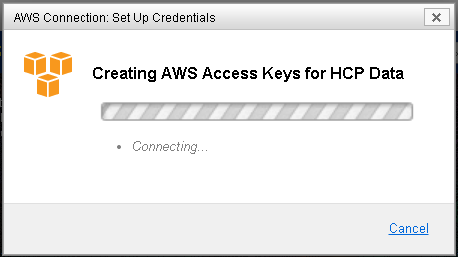 AWS Connection: Set Up Credentials
Creating AWS Access Keys for HCP Data
• Connecting...
Cancel